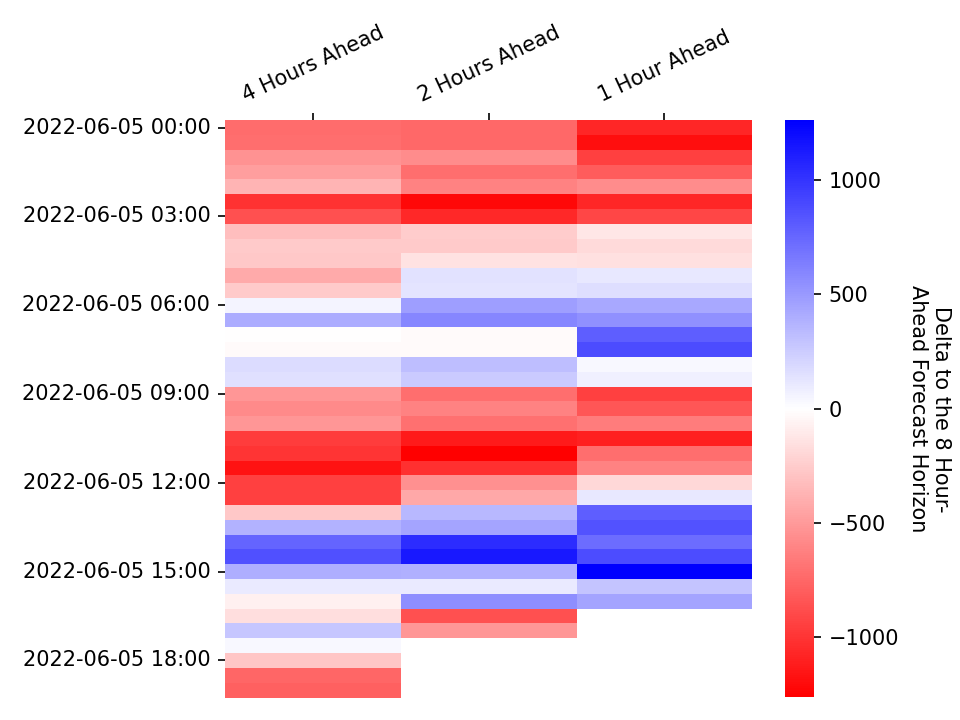 4 Hours Ahead
2 Hours Ahead
1 Hour Ahead
2022-06-05 00:00
2022-06-05 03:00
2022-06-05 06:00
2022-06-05 09:00
2022-06-05 12:00
2022-06-05 15:00
2022-06-05 18:00
1000
500
0
−500
−1000
Delta to the 8 Hour-
Ahead Forecast Horizon